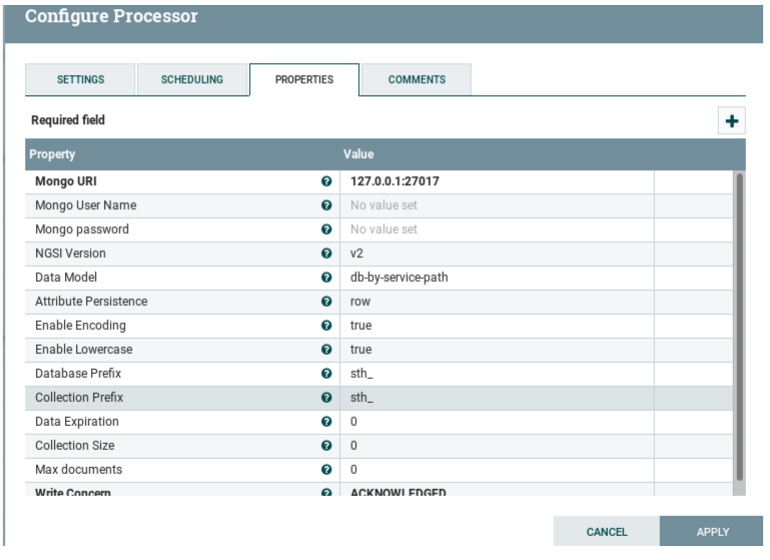 Configure Processor
SETTINGS SCHEDULING PROPERTIES COMMENTS
Required field
Property Value
Mongo URI 127.0.0.1:27017
Mongo User Name No value set
Mongo password No value set
NGSI Version v2
Data Model db-by-service-path
Attribute Persistence row
Enable Encoding true
Enable Lowercase true
Database Prefix sth_
Collection Prefix sth_
Data Expiration 0
Collection Size 0
Max documents 0
Write Concern ACKNOWLEDGED
CANCEL APPLY